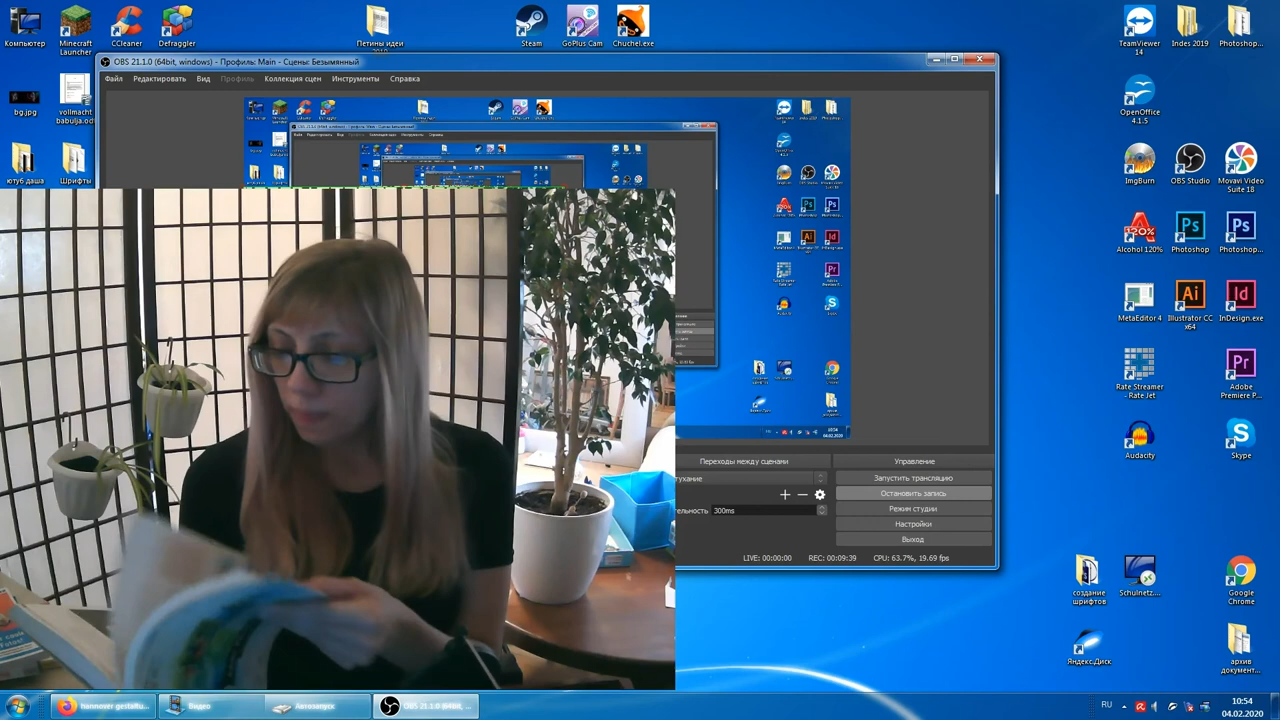 Компьютер
Minecraft
Launcher
CCleaner
Defraggler
Петины идеи
2019
Steam
GoPlus Cam
Chuchel.exe
TeamViewer
14
Indes 2019
Photoshop...
OBS 21.1.0 (64bit, windows) - Профиль: Main - Сцены: Безымянный
Файл
Редактировать
Вид
Профиль
Коллекция сцен
Инструменты
Справка
bg.jpg
vollmacht
babulja.odt
OpenOffice
4.1.5
ютуб даша
Шрифты
ImgBurn
OBS Studio
Movavi Video
Suite 18
Alcohol 120%
Photoshop
Photoshop...
MetaEditor 4
Illustrator CC
x64
InDesign.exe
Rate Streamer
- Rate Jet
Adobe
Premiere P...
Audacity
Skype
Переходы между сценами
Управление
тухание
Запустить трансляцию
Остановить запись
тельность
300ms
Режим студии
Настройки
Выход
LIVE: 00:00:00
REC: 00:09:39
CPU: 63.7%, 19.69 fps
создание
шрифтов
Schulnetz....
Google
Chrome
Яндекс.Диск
архив
документ...
hannover gestaltu...
Видео
Автозапуск
OBS 21.1.0 (64bit, ...
RU
10:54
04.02.2020